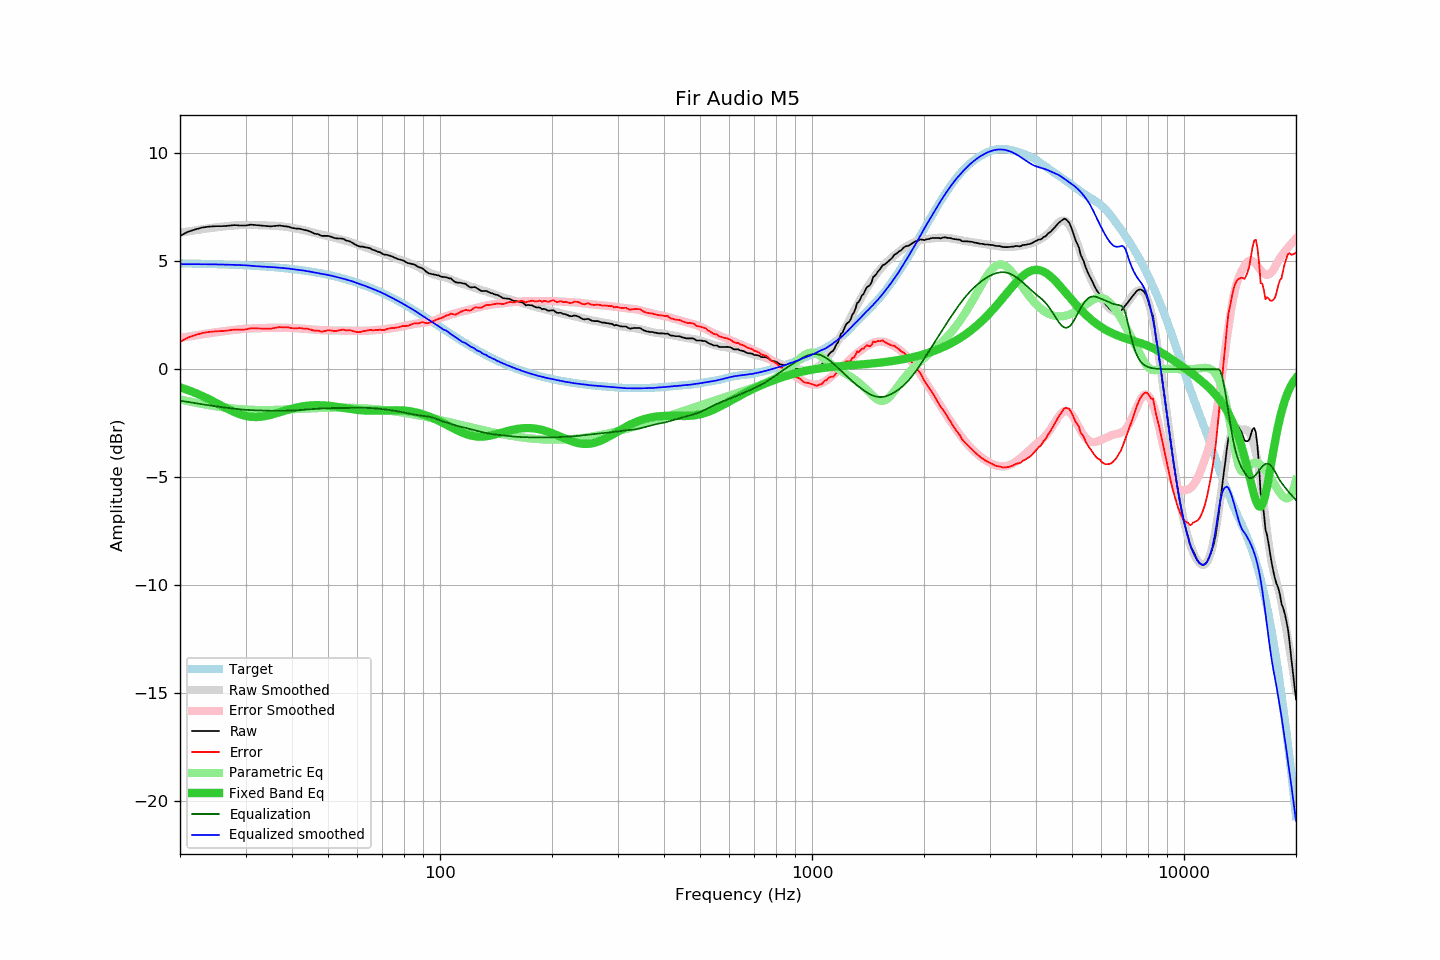 Fir Audio M5
Amplitude (dBr)
10
5
0
−5
−10
−15
−20
Target
Raw Smoothed
Error Smoothed
Raw
Error
Parametric Eq
Fixed Band Eq
Equalization
Equalized smoothed
100
1000
10000
Frequency (Hz)